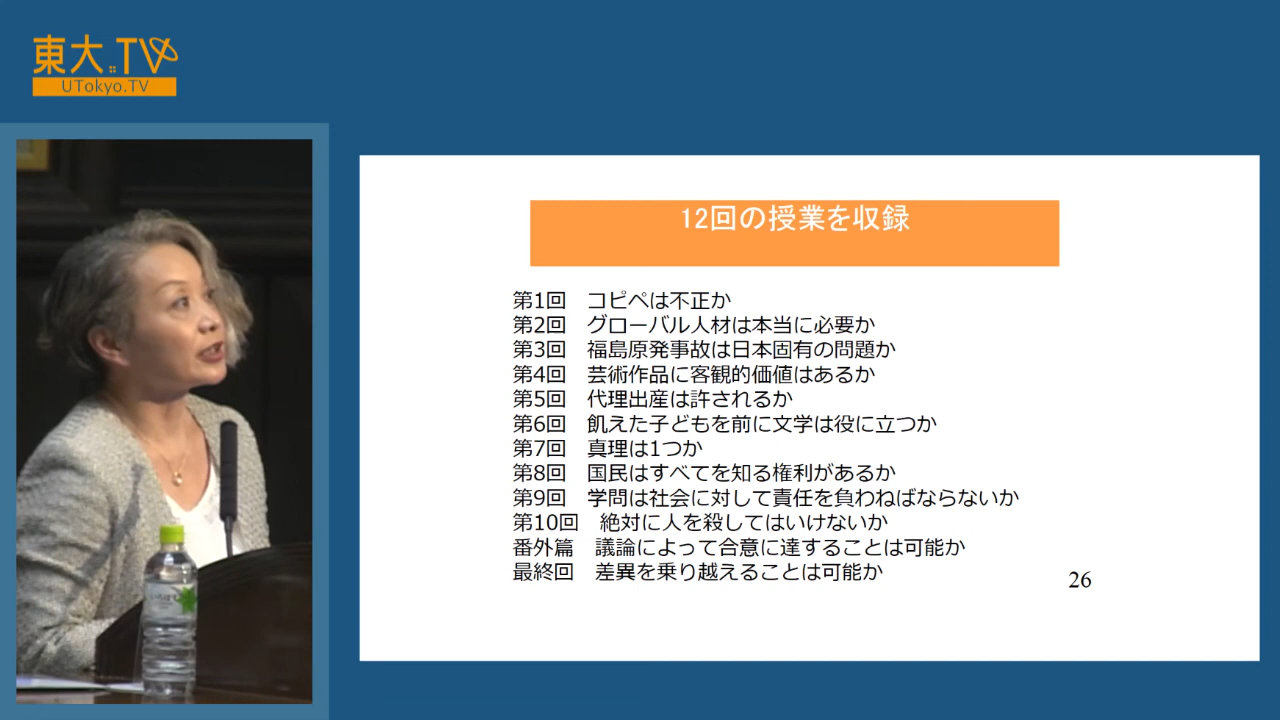 東大TV
UTokyo.TV
12回の授業を収録
第1回　コピペは不正か
第2回　グローバル人材は本当に必要か
第3回　福島原発事故は日本固有の問題か
第4回　芸術作品に客観的価値はあるか
第5回　代理出産は許されるか
第6回　飢えた子どもを前に文学は役に立つか
第7回　真理は1つか
第8回　国民はすべてを知る権利があるか
第9回　学問は社会に対して責任を負わねばならないか
第10回　絶対に人を殺してはいけないか
番外篇　議論によって合意に達することは可能か
最終回　差異を乗り越えることは可能か
26